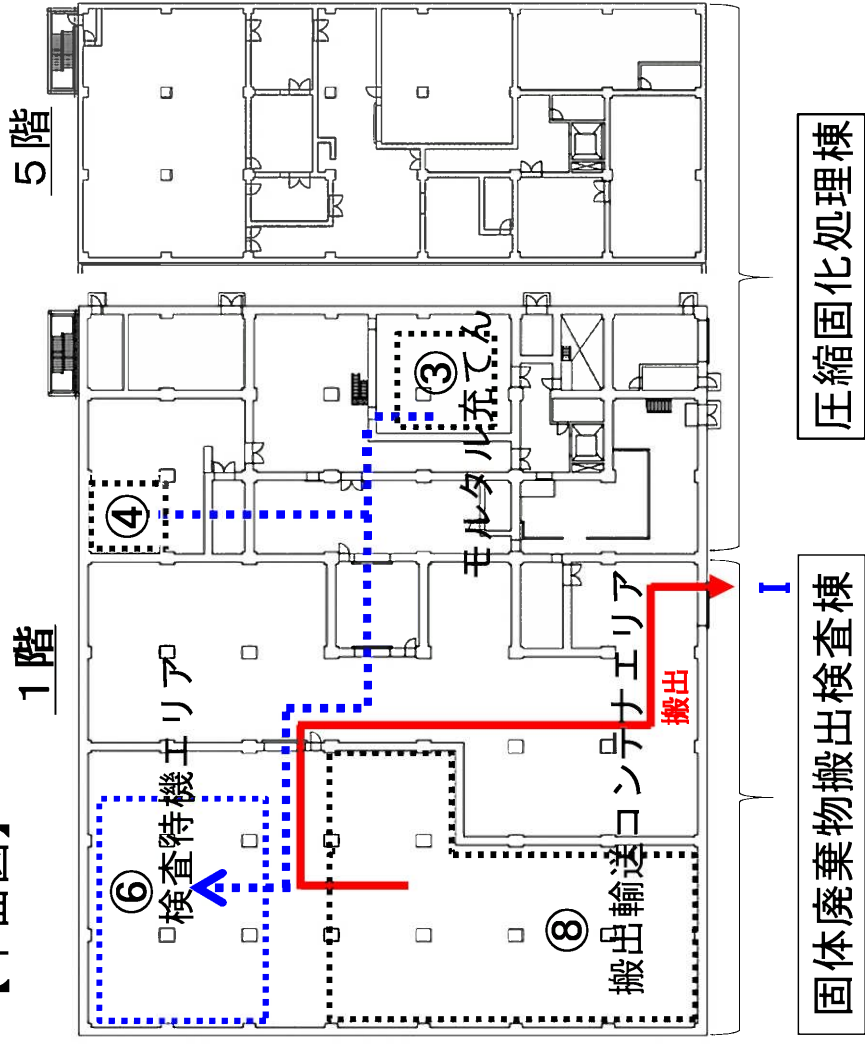 1階
5階
④
③
モルタル充てん
⑥
検査待機エリア
⑧
搬出輸送コンテナエリア
搬出
固体廃棄物搬出検査棟
圧縮固化処理棟